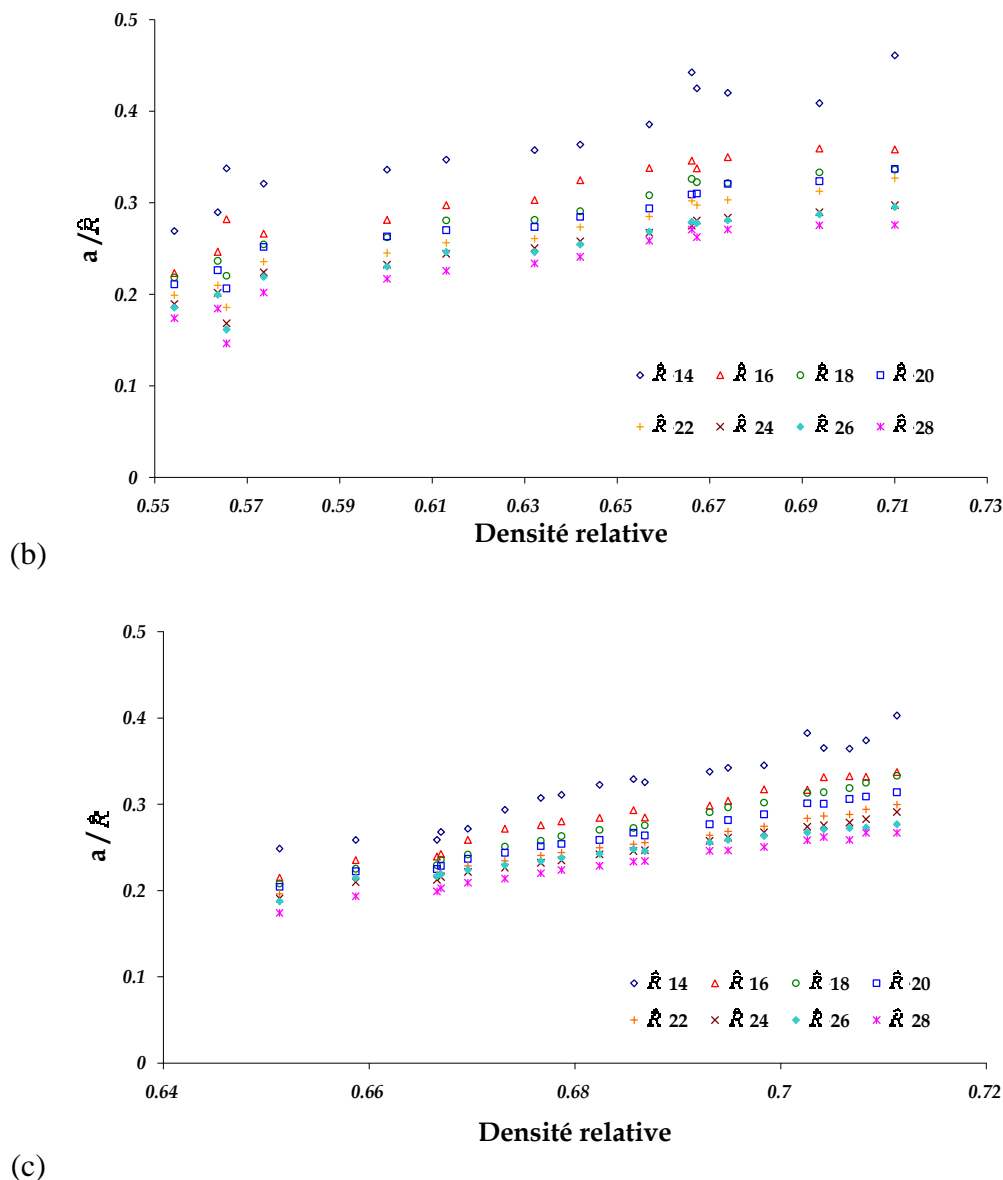 0.5
0.4
0.3
0.2
0.1
0
a / R̂
R̂ 14 R̂ 16 R̂ 18 R̂ 20
R̂ 22 R̂ 24 R̂ 26 R̂ 28
0.55 0.57 0.59 0.61 0.63 0.65 0.67 0.69 0.71 0.73
Densité relative
(b)
0.5
0.4
0.3
0.2
0.1
0
a / R̂
R̂ 14 R̂ 16 R̂ 18 R̂ 20
R̂ 22 R̂ 24 R̂ 26 R̂ 28
0.64 0.66 0.68 0.7 0.72
Densité relative
(c)